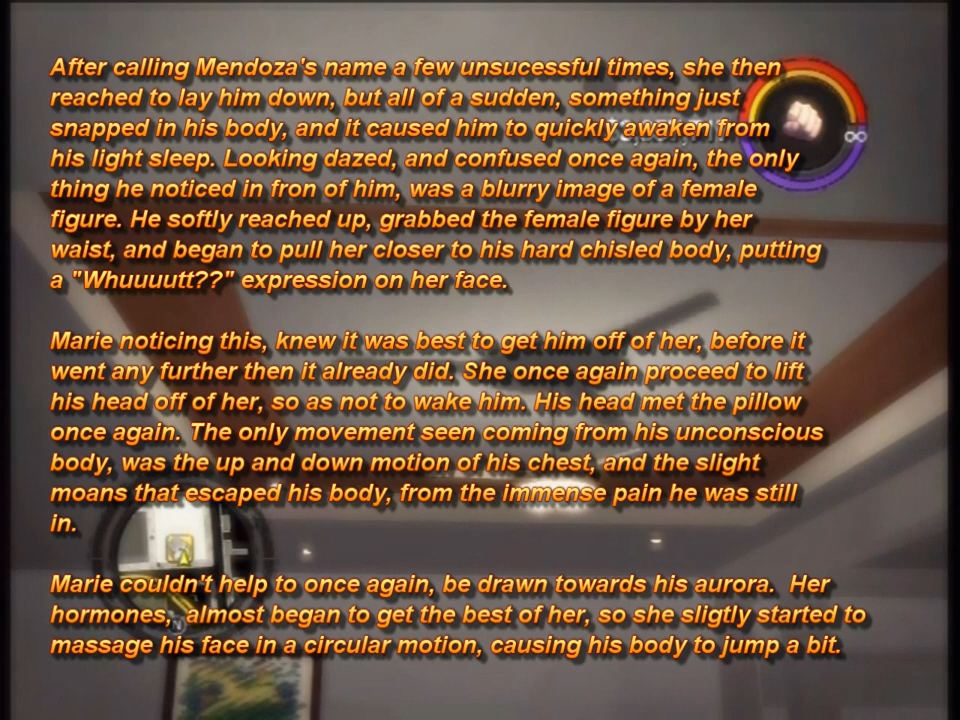 After calling Mendoza's name a few unsucessful times, she then
reached to lay him down, but all of a sudden, something just
snapped in his body, and it caused him to quickly awaken from
his light sleep. Looking dazed, and confused once again, the only
thing he noticed in fron of him, was a blurry image of a female
figure. He softly reached up, grabbed the female figure by her
waist, and began to pull her closer to his hard chisled body, putting
a "Whuuuutt??" expression on her face.
Marie noticing this, knew it was best to get him off of her, before it
went any further then it already did. She once again proceed to lift
his head off of her, so as not to wake him. His head met the pillow
once again. The only movement seen coming from his unconscious
body, was the up and down motion of his chest, and the slight
moans that escaped his body, from the immense pain he was still
in.
Marie couldn't help to once again, be drawn towards his aurora. Her
hormones, almost began to get the best of her, so she sligtly started to
massage his face in a circular motion, causing his body to jump a bit.